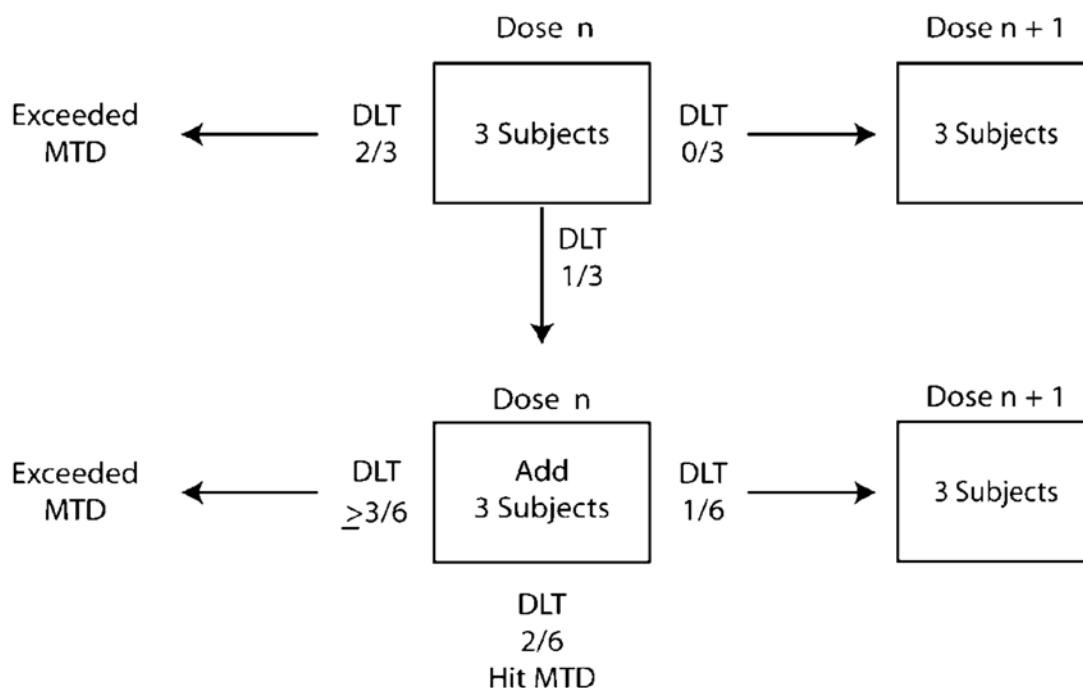 Dose n
Dose n + 1
Exceeded
MTD
DLT
2/3
3 Subjects
DLT
0/3
3 Subjects
DLT
1/3
Dose n
Dose n + 1
Exceeded
MTD
DLT
≥3/6
Add
3 Subjects
DLT
1/6
3 Subjects
DLT
2/6
Hit MTD